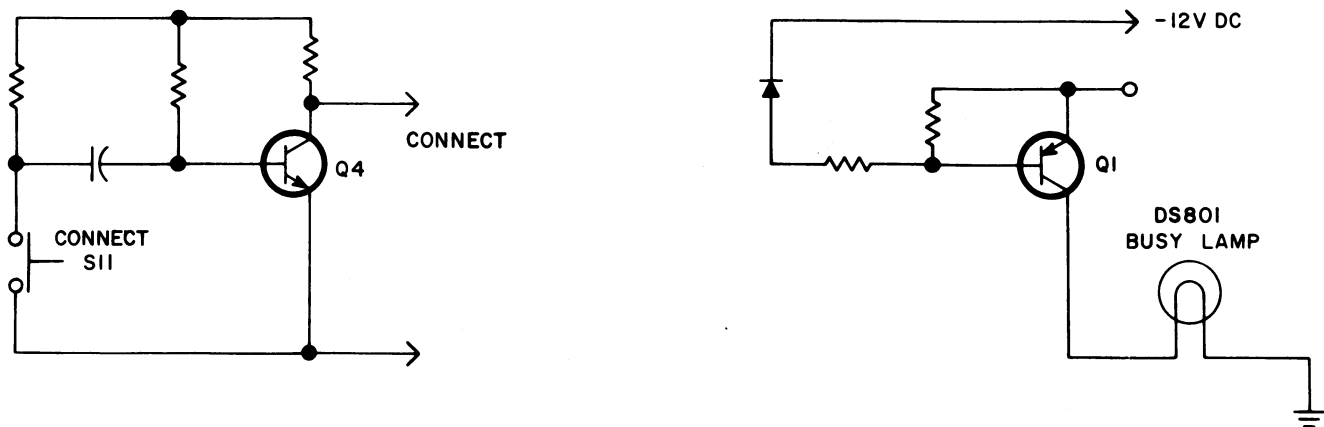 -12V DC
CONNECT
Q4
Q1
CONNECT
S11
DS801
BUSY LAMP